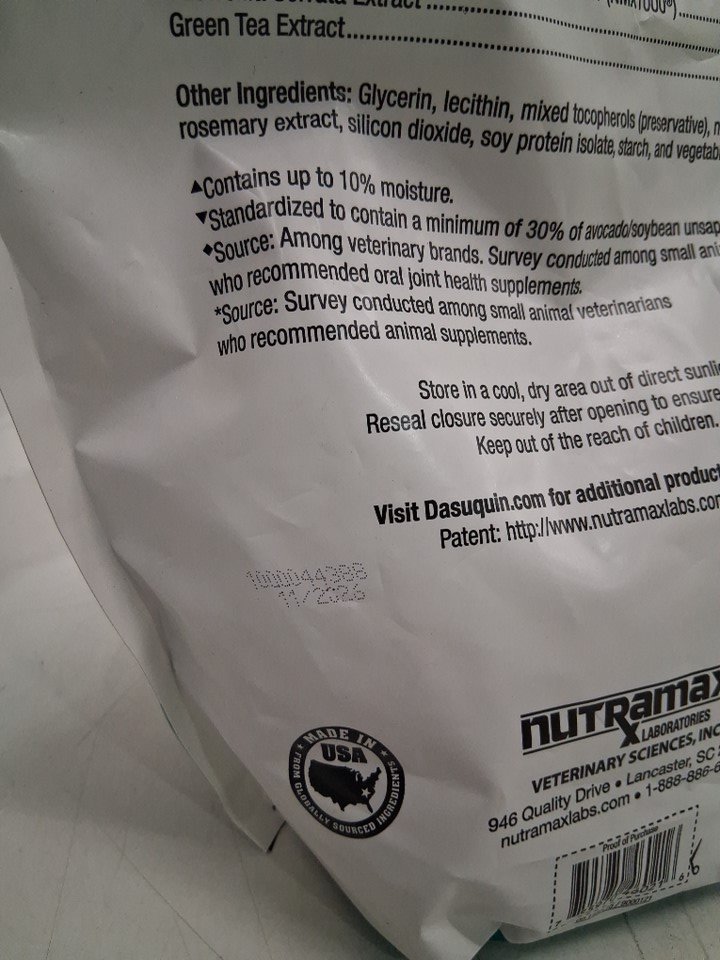 Extract
Green Tea Extract
Other Ingredients: Glycerin, lecithin, mixed tocopherols (preservative),
rosemary extract, silicon dioxide, soy protein isolate, starch, and
▲Contains up to 10% moisture.
▼Standardized to contain a minimum of 30% of avocado/soybean
◆Source: Among veterinary brands. Survey conducted among small
who recommended oral joint health supplements.
*Source: Survey conducted among small animal veterinarians
who recommended animal supplements.
Store in a cool, dry area out of direct
Reseal closure securely after opening to ensure
Keep out of the reach of children.
Visit Dasuquin.com for additional
Patent: http://www.nutramaxlabs.com
1000044388
11/2026
MADE IN
USA
FROM GLOBALLY SOURCED INGREDIENTS
nutramax
LABORATORIES
VETERINARY SCIENCES, INC
946 Quality Drive • Lancaster, SC
nutramaxlabs.com • 1-888-886-6
Proof of Purchase